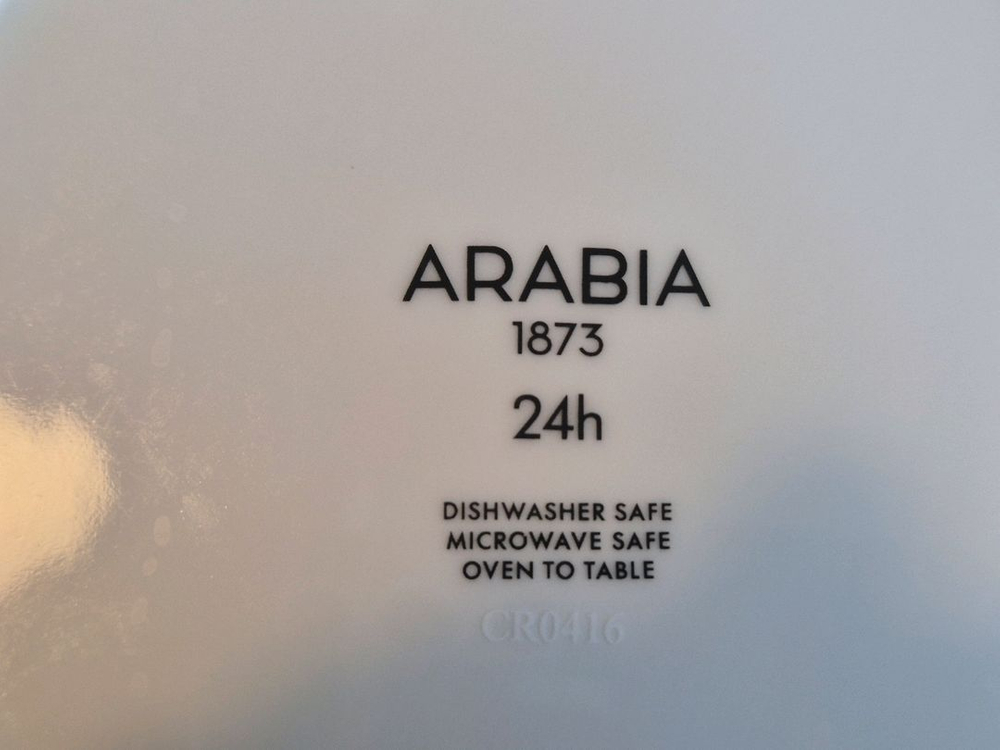 ARABIA
1873
24h
DISHWASHER SAFE
MICROWAVE SAFE
OVEN TO TABLE
CR0416